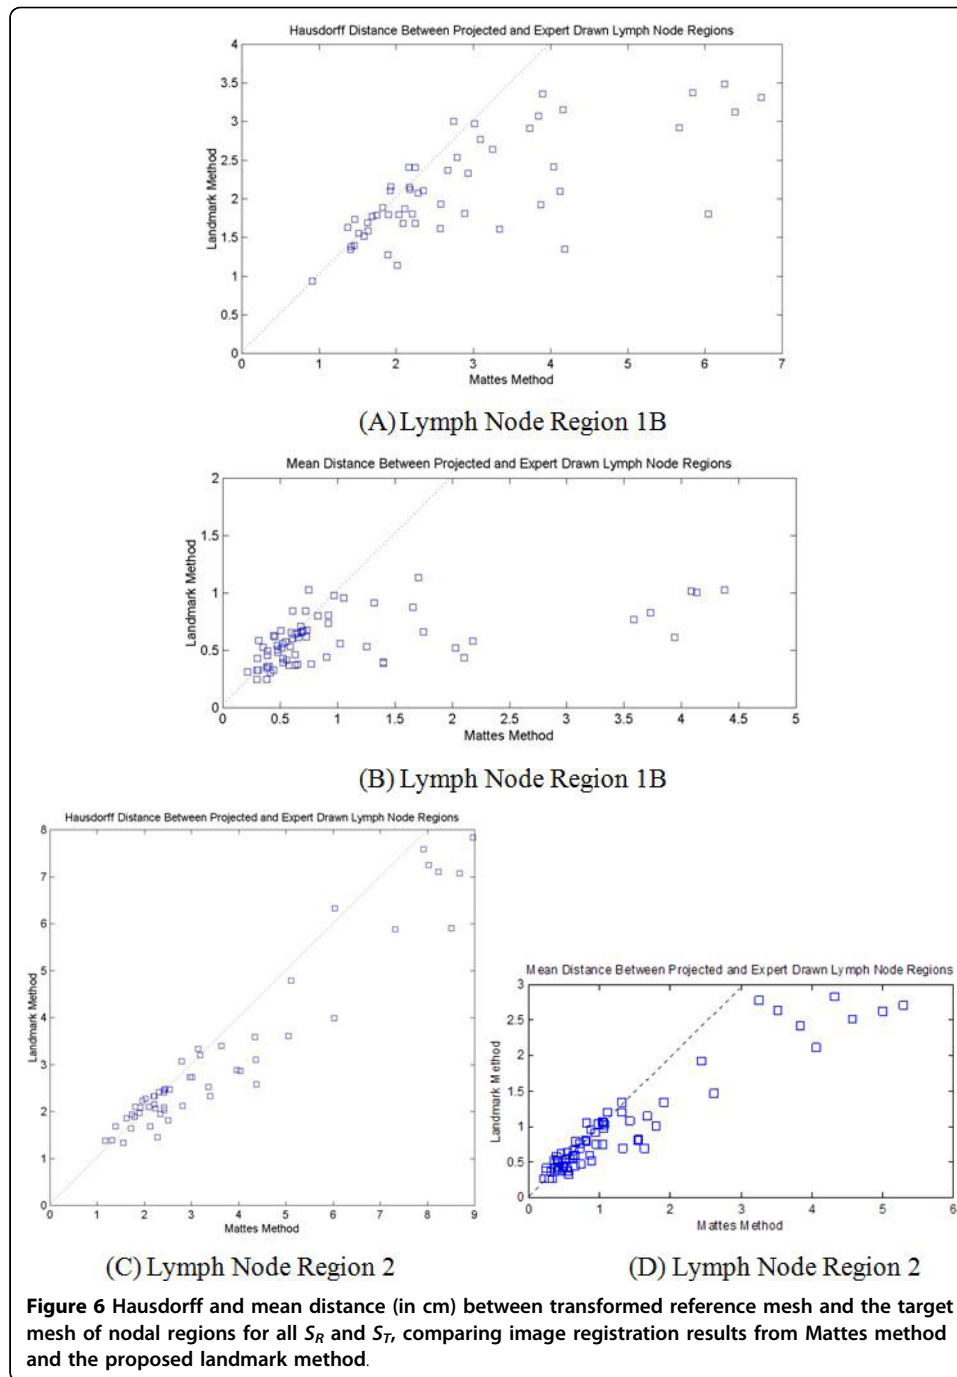 Hausdorff Distance Between Projected and Expert Drawn Lymph Node Regions
4
3.5
3
2.5
2
1.5
1
0.5
0
Landmark Method
0 1 2 3 4 5 6 7
Mattes Method
(A) Lymph Node Region 1B
Mean Distance Between Projected and Expert Drawn Lymph Node Regions
2
1.5
1
0.5
0
Landmark Method
0 0.5 1 1.5 2 2.5 3 3.5 4 4.5 5
Mattes Method
(B) Lymph Node Region 1B
Hausdorff Distance Between Projected and Expert Drawn Lymph Node Regions
8
7
6
5
4
3
2
1
0
Landmark Method
0 1 2 3 4 5 6 7 8 9
Mattes Method
(C) Lymph Node Region 2
Mean Distance Between Projected and Expert Drawn Lymph Node Regions
3
2.5
2
1.5
1
0.5
0
Landmark Method
0 1 2 3 4 5 6
Mattes Method
(D) Lymph Node Region 2
Figure 6 Hausdorff and mean distance (in cm) between transformed reference mesh and the target
mesh of nodal regions for all S_R and S_T, comparing image registration results from Mattes method
and the proposed landmark method.